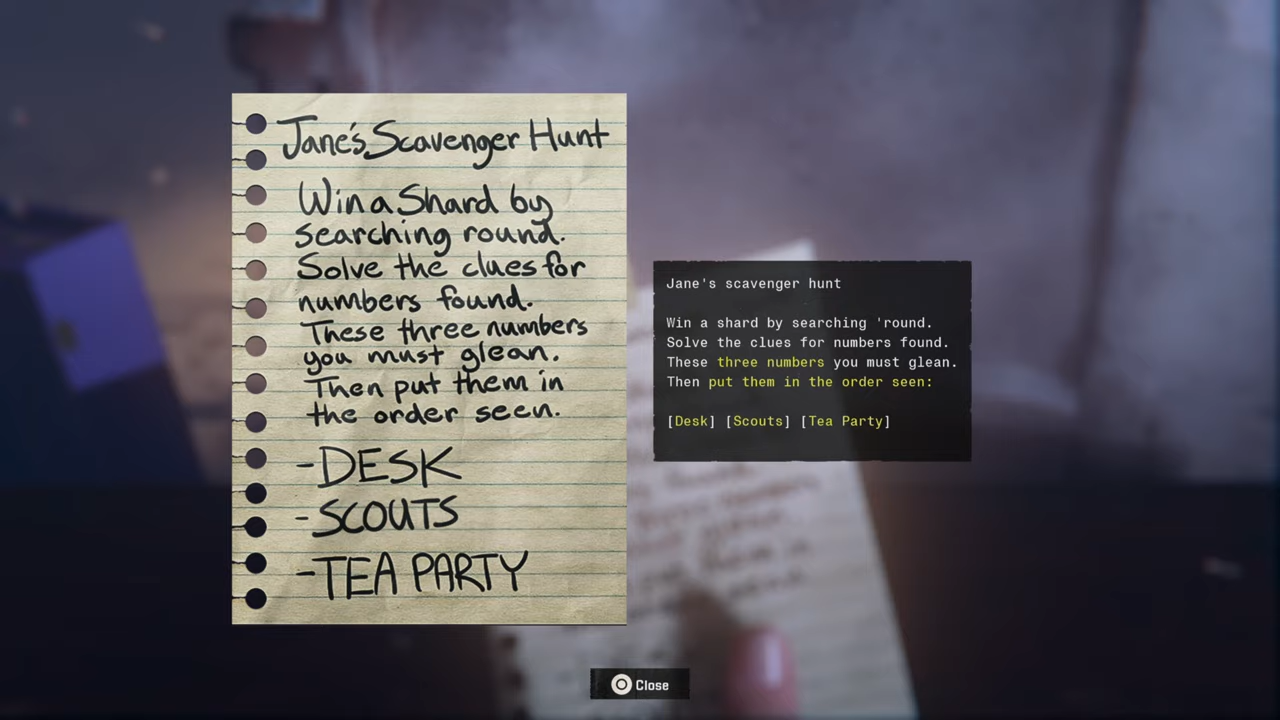 Jane's Scavenger Hunt
Win a Shard by
searching round.
Solve the clues for
numbers found.
These three numbers
you must glean.
Then put them in
the order seen.
-DESK
-SCOUTS
-TEA PARTY
Jane's scavenger hunt
Win a shard by searching 'round.
Solve the clues for numbers found.
These three numbers you must glean.
Then put them in the order seen:
[Desk] [Scouts] [Tea Party]
Close